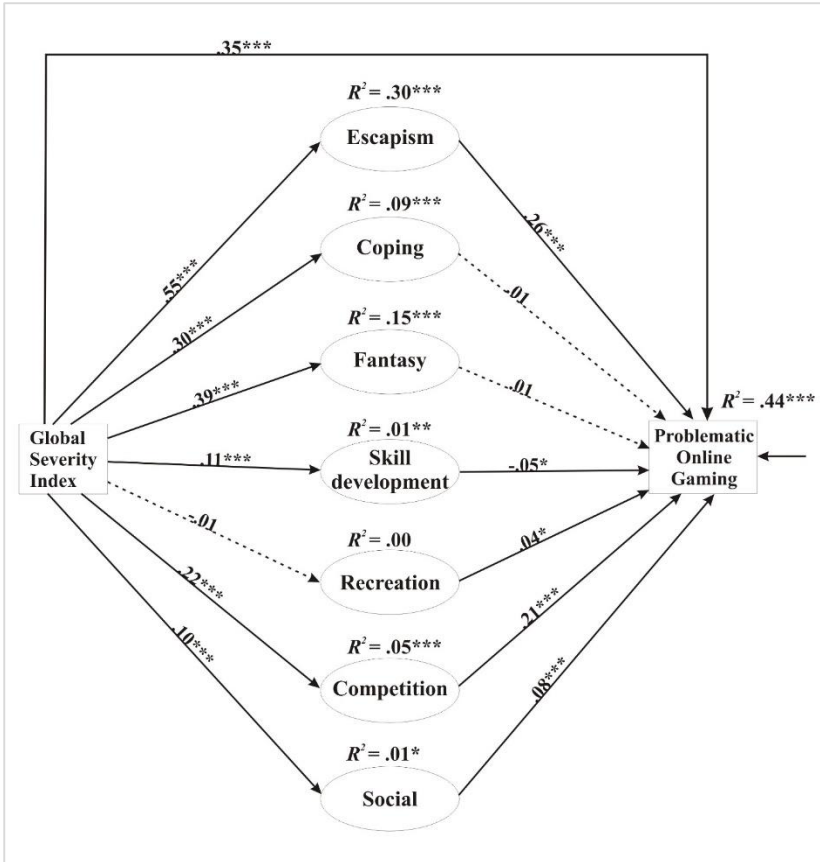 .35***
R² = .30***
Escapism
R² = .09***
Coping
.26***
.55***
-.01
R² = .15***
.30***
Fantasy
.39***
-.01
R² = .44***
R² = .01**
Global
Severity
Index
.11***
Skill
development
-.05*
Problematic
Online
Gaming
-.01
R² = .00
Recreation
.04*
.22***
R² = .05***
.21***
.10***
Competition
.08***
R² = .01*
Social